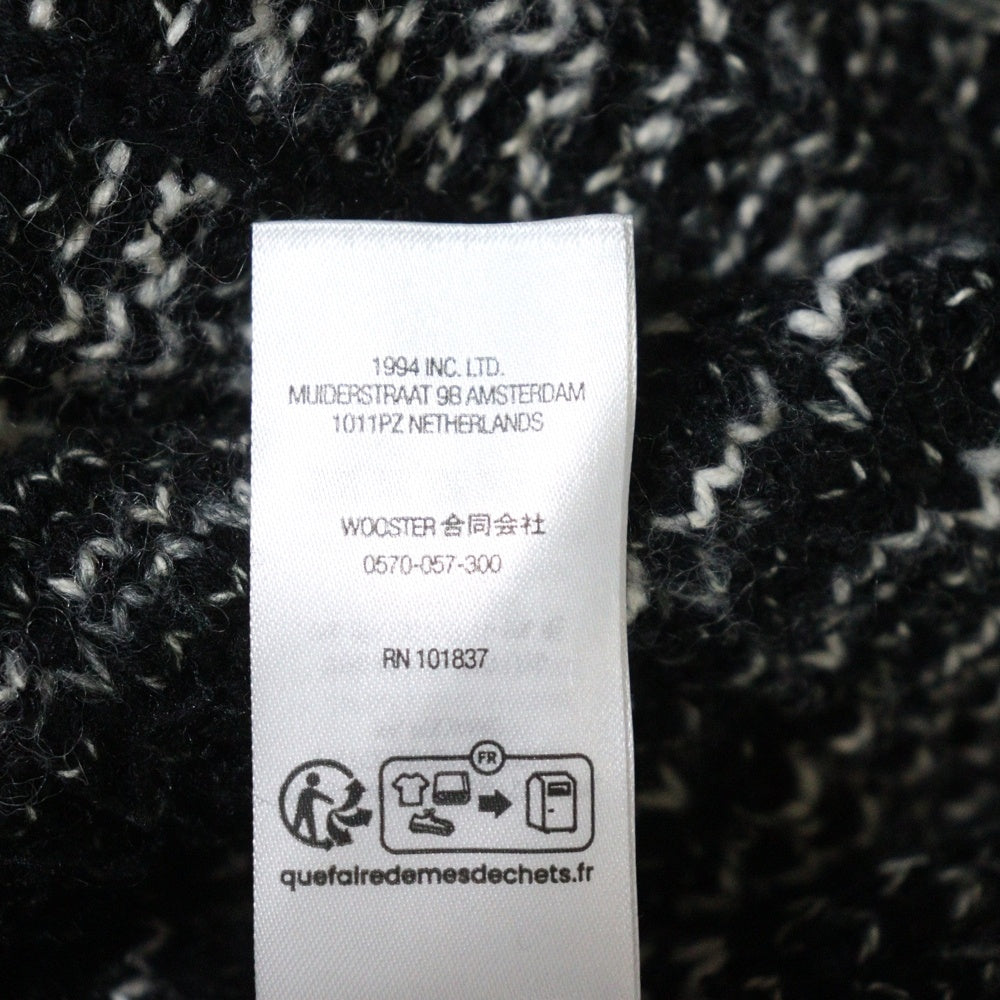 1994 INC. LTD.
MUIDERSTRAAT 98 AMSTERDAM
1011PZ NETHERLANDS
WOOSTER 合同会社
0570-057-300
RN 101837
FR
quefairedemesdechets.fr